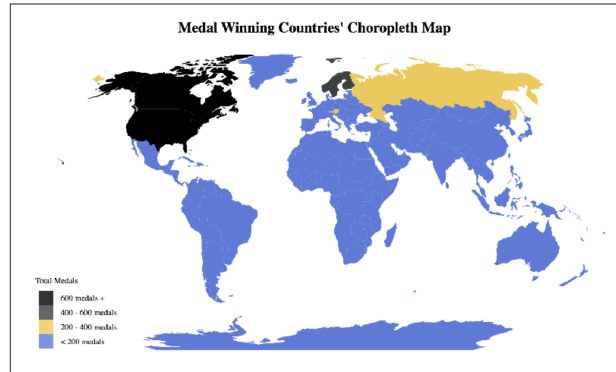 Medal Winning Countries' Choropleth Map
Total Medals
600 medals +
400 - 600 medals
200 - 400 medals
< 200 medals